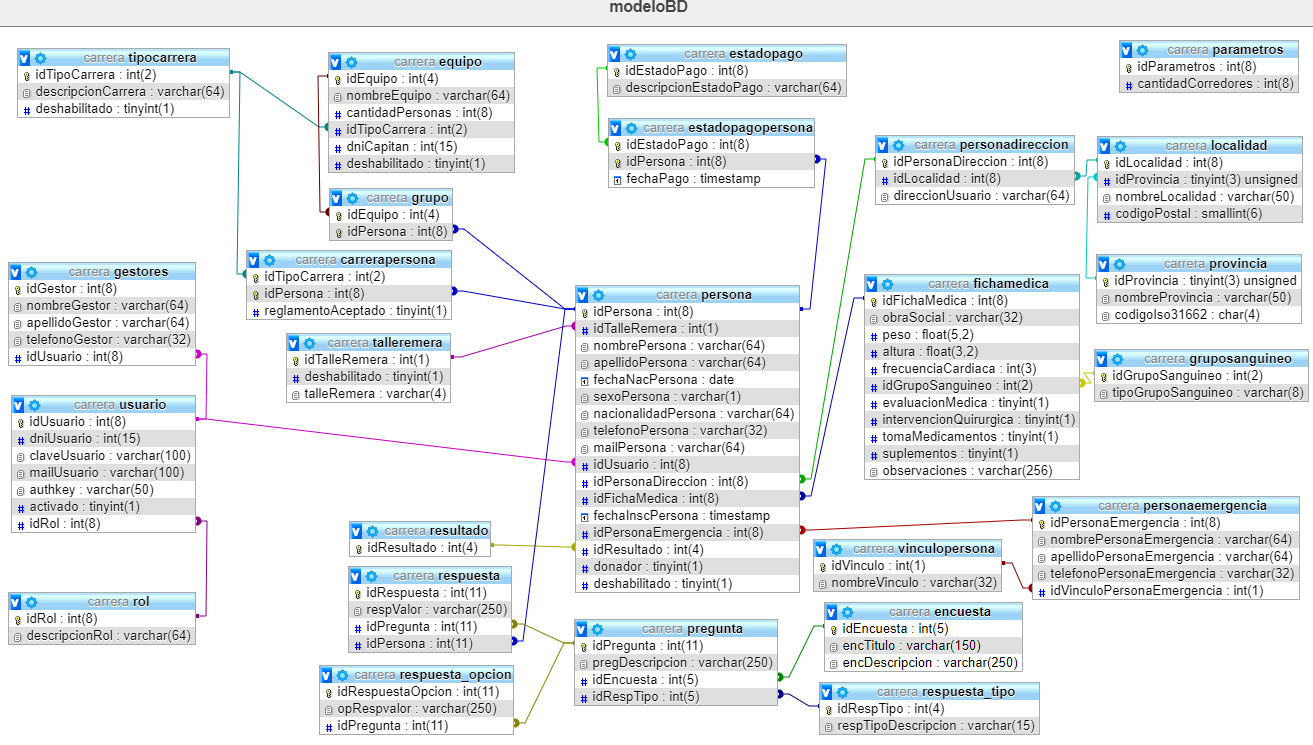 modeloBD
carrera tipocarrera
idTipoCarrera : int(2)
descripcionCarrera : varchar(64)
deshabilitado : tinyint(1)
carrera equipo
idEquipo : int(4)
nombreEquipo : varchar(64)
cantidadPersonas : int(8)
idTipoCarrera : int(2)
dniCapitan : int(15)
deshabilitado : tinyint(1)
carrera estadopago
idEstadoPago : int(8)
descripcionEstadoPago : varchar(64)
carrera parametros
idParametros : int(8)
cantidadCorredores : int(8)
carrera estadopagopersona
idEstadoPago : int(8)
idPersona : int(8)
fechaPago : timestamp
carrera personadireccion
idPersonaDireccion : int(8)
idLocalidad : int(8)
direccionUsuario : varchar(64)
carrera localidad
idLocalidad : int(8)
idProvincia : tinyint(3) unsigned
nombreLocalidad : varchar(50)
codigoPostal : smallint(6)
carrera grupo
idEquipo : int(4)
idPersona : int(8)
carrera carrerapersona
idTipoCarrera : int(2)
idPersona : int(8)
reglamentoAceptado : tinyint(1)
carrera provincia
idProvincia : tinyint(3) unsigned
nombreProvincia : varchar(50)
codigoIso31662 : char(4)
carrera gestores
idGestor : int(8)
nombreGestor : varchar(64)
apellidoGestor : varchar(64)
telefonoGestor : varchar(32)
idUsuario : int(8)
carrera talleremera
idTalleRemera : int(1)
deshabilitado : tinyint(1)
talleRemera : varchar(4)
carrera persona
idPersona : int(8)
idTalleRemera : int(1)
nombrePersona : varchar(64)
apellidoPersona : varchar(64)
fechaNacPersona : date
sexoPersona : varchar(1)
nacionalidadPersona : varchar(64)
telefonoPersona : varchar(32)
mailPersona : varchar(64)
idUsuario : int(8)
idPersonaDireccion : int(8)
idFichaMedica : int(8)
fechaInscPersona : timestamp
idPersonaEmergencia : int(8)
idResultado : int(4)
donador : tinyint(1)
deshabilitado : tinyint(1)
carrera fichamedica
idFichaMedica : int(8)
obraSocial : varchar(32)
peso : float(5,2)
altura : float(3,2)
frecuenciaCardiaca : int(3)
idGrupoSanguineo : int(2)
evaluacionMedica : tinyint(1)
intervencionQuirurgica : tinyint(1)
tomaMedicamentos : tinyint(1)
suplementos : tinyint(1)
observaciones : varchar(256)
carrera gruposanguineo
idGrupoSanguineo : int(2)
tipoGrupoSanguineo : varchar(8)
carrera usuario
idUsuario : int(8)
dniUsuario : int(15)
claveUsuario : varchar(100)
mailUsuario : varchar(100)
authkey : varchar(50)
activado : tinyint(1)
idRol : int(8)
carrera rol
idRol : int(8)
descripcionRol : varchar(64)
carrera resultado
idResultado : int(4)
carrera respuesta
idRespuesta : int(11)
respValor : varchar(250)
idPregunta : int(11)
idPersona : int(11)
carrera respuesta_opcion
idRespuestaOpcion : int(11)
opRespvalor : varchar(250)
idPregunta : int(11)
carrera pregunta
idPregunta : int(11)
pregDescripcion : varchar(250)
idEncuesta : int(5)
idRespTipo : int(5)
carrera vinculopersona
idVinculo : int(1)
nombreVinculo : varchar(32)
carrera personaemergencia
idPersonaEmergencia : int(8)
nombrePersonaEmergencia : varchar(64)
apellidoPersonaEmergencia : varchar(64)
telefonoPersonaEmergencia : varchar(32)
idVinculoPersonaEmergencia : int(1)
carrera encuesta
idEncuesta : int(5)
encTitulo : varchar(150)
encDescripcion : varchar(250)
carrera respuesta_tipo
idRespTipo : int(4)
respTipoDescripcion : varchar(15)